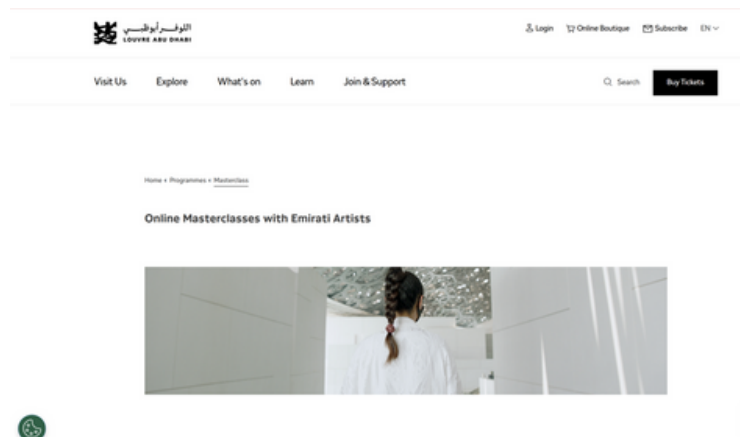 اللوفر أبوظبي
LOUVRE ABU DHABI
Login Online Boutique Subscribe EN
Visit Us Explore What's on Learn Join & Support Search Buy Tickets
Home • Programmes • Masterclass
Online Masterclasses with Emirati Artists